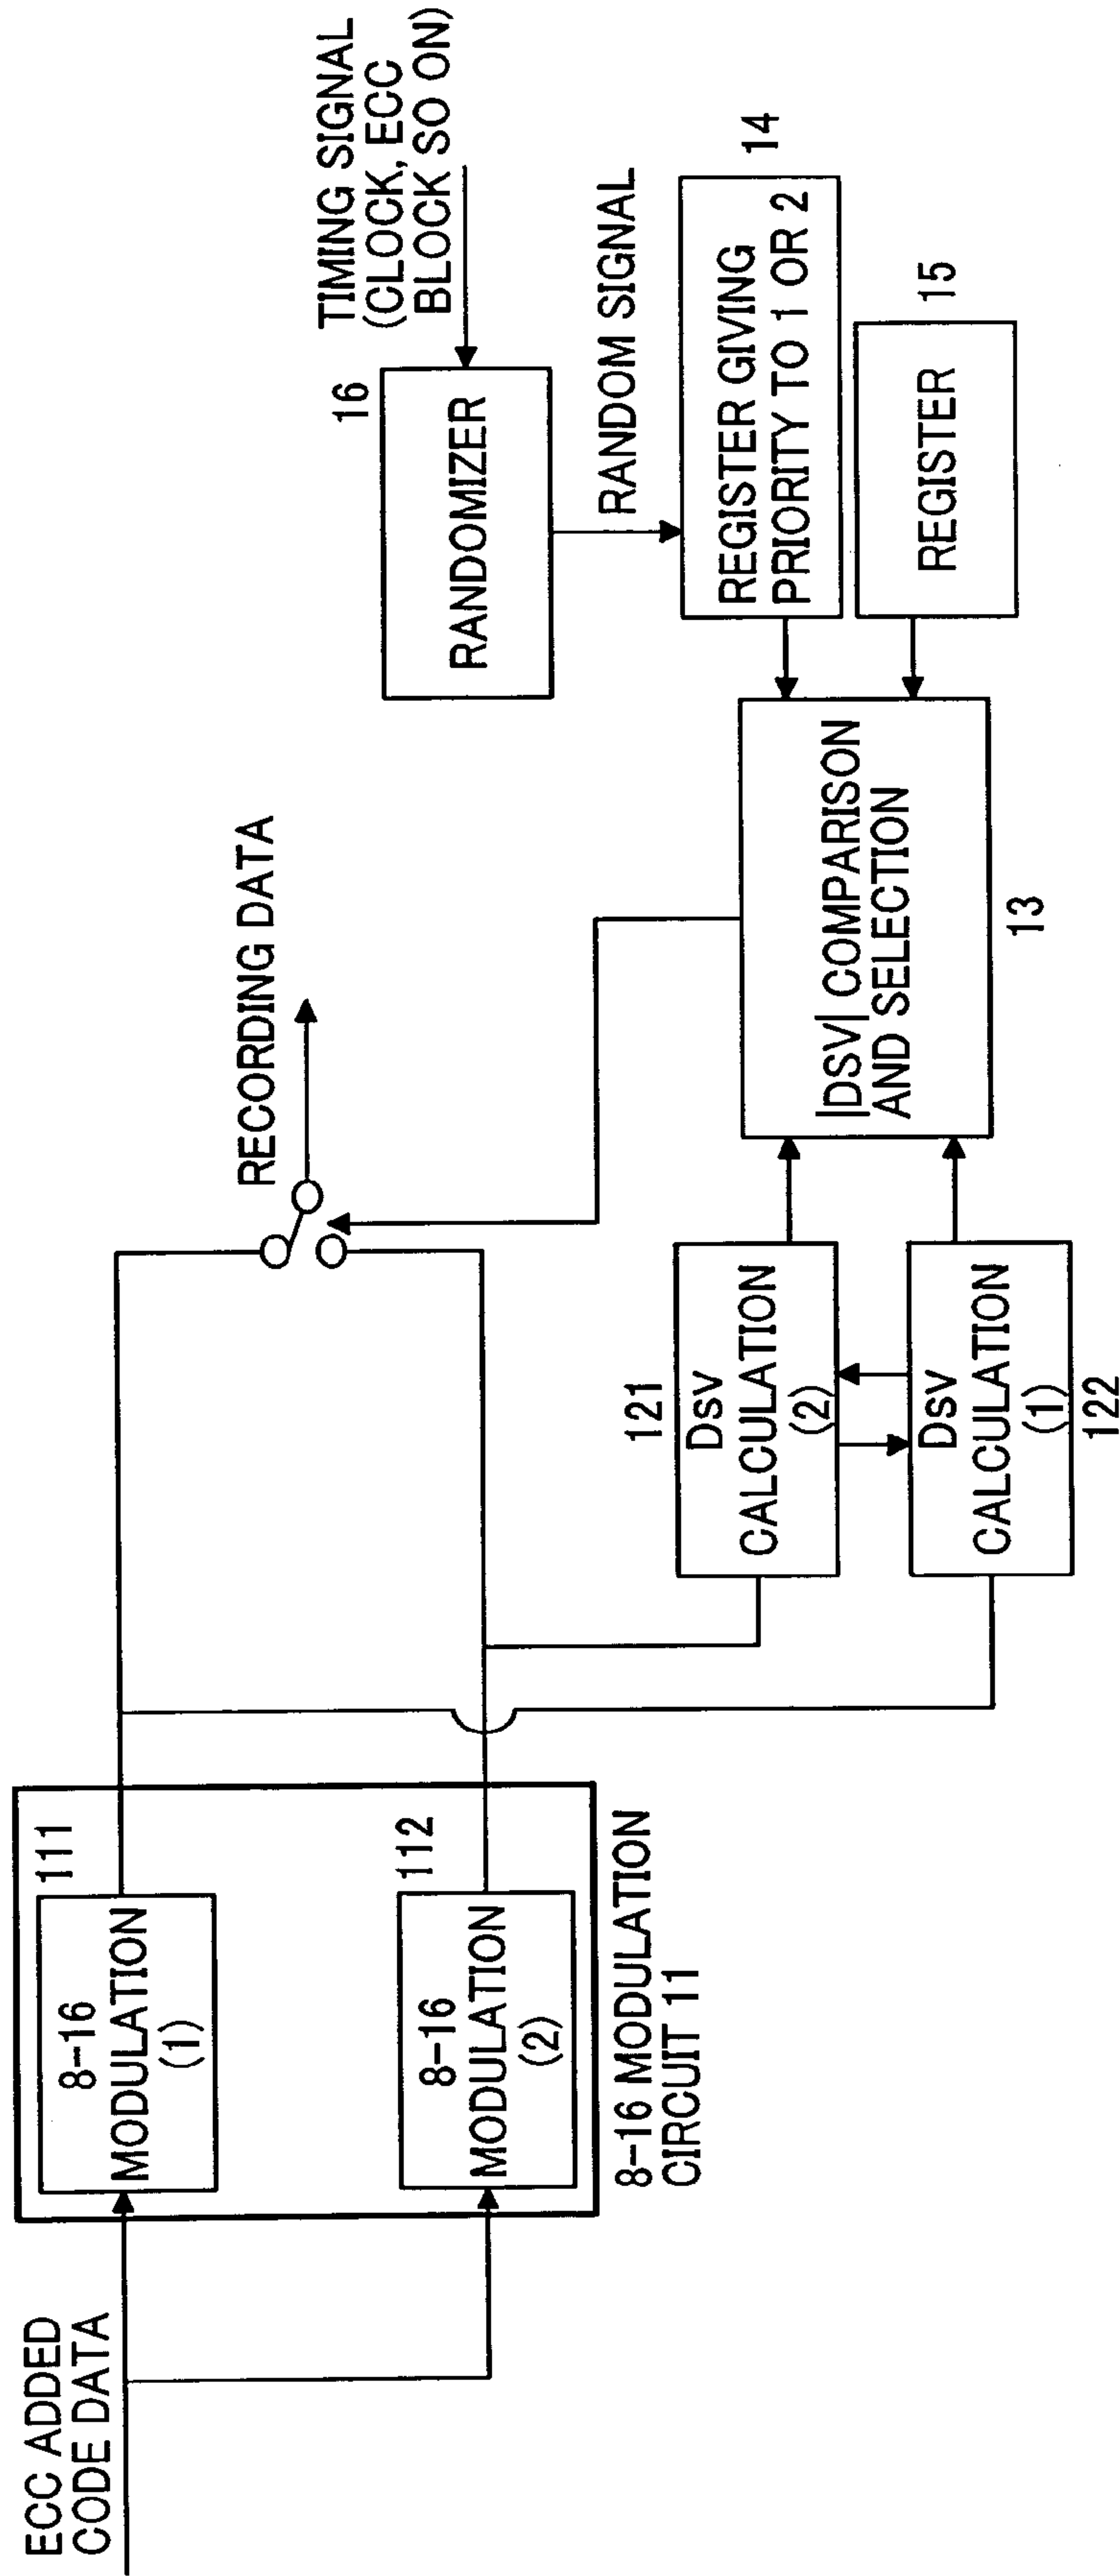 ECC ADDED
CODE DATA
111
8-16
MODULATION
(1)
112
8-16
MODULATION
(2)
8-16 MODULATION
CIRCUIT 11
RECORDING DATA
121
Dsv
CALCULATION
(2)
Dsv
CALCULATION
(1)
122
|DSV| COMPARISON
AND SELECTION
13
TIMING SIGNAL
(CLOCK, ECC
BLOCK SO ON)
16
RANDOMIZER
RANDOM SIGNAL
REGISTER GIVING
PRIORITY TO 1 OR 2
14
REGISTER
15